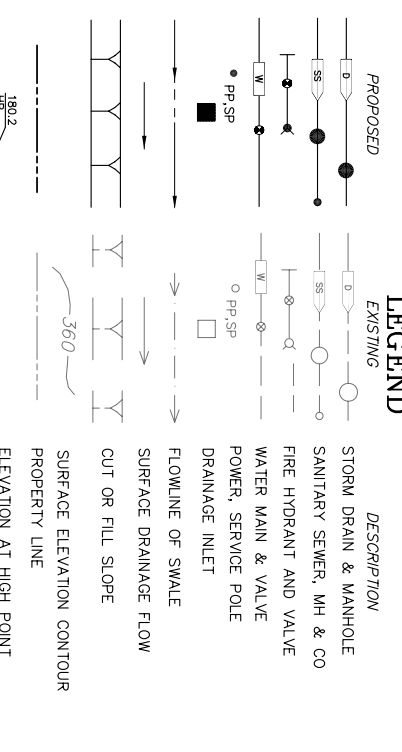 LEGEND
PROPOSED EXISTING DESCRIPTION
D D STORM DRAIN & MANHOLE
SS SS SANITARY SEWER, MH & CO
FIRE HYDRANT AND VALVE
W W WATER MAIN & VALVE
PP,SP PP,SP POWER, SERVICE POLE
DRAINAGE INLET
FLOWLINE OF SWALE
SURFACE DRAINAGE FLOW
CUT OR FILL SLOPE
360 SURFACE ELEVATION CONTOUR
PROPERTY LINE
180.2 ELEVATION AT HIGH POINT
HP